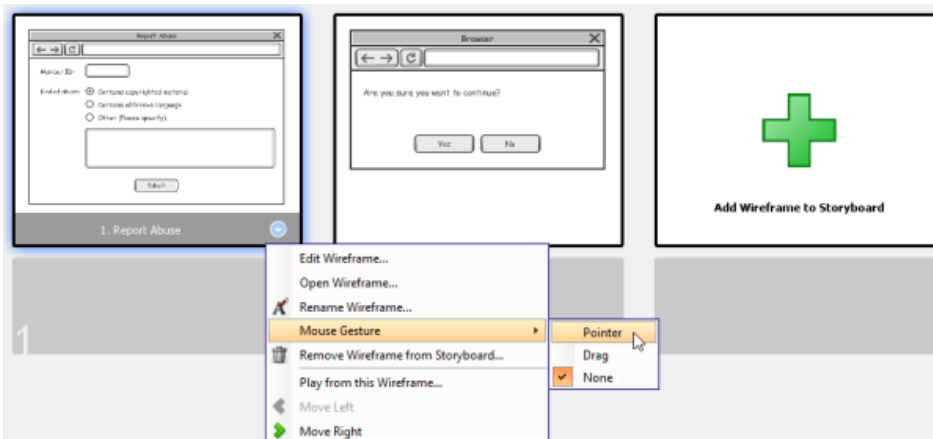 Report Abuse
Browser
Member ID:
Kind of abuse:
Contains copyrighted material
Contains offensive language
Other (Please specify)
Submit
Are you sure you want to continue?
Yes
No
Add Wireframe to Storyboard
1. Report Abuse
1
Edit Wireframe...
Open Wireframe...
Rename Wireframe...
Mouse Gesture
Pointer
Remove Wireframe from Storyboard...
Drag
None
Play from this Wireframe...
Move Left
Move Right